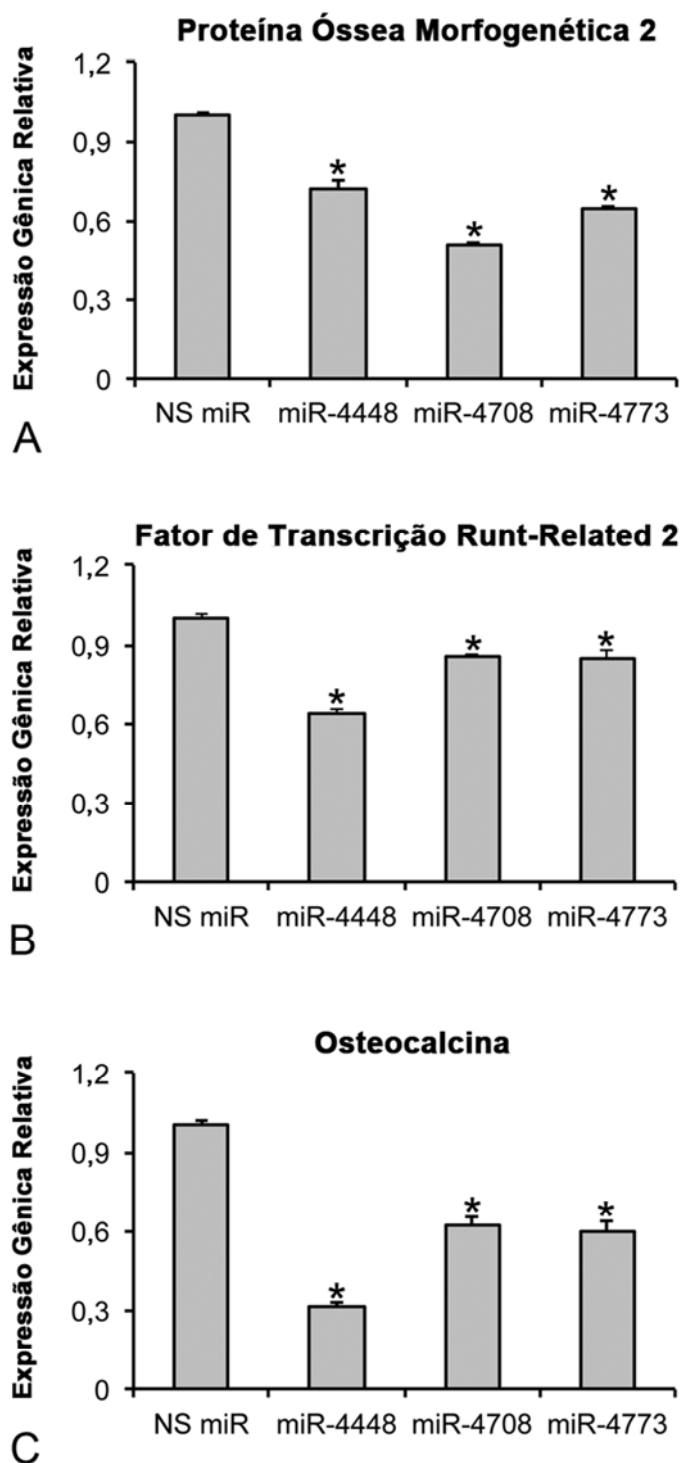 Proteína Óssea Morfogenética 2
Expressão Gênica Relativa
1,2
0,9
0,6
0,3
0
* * *
NS miR miR-4448 miR-4708 miR-4773
A
Fator de Transcrição Runt-Related 2
Expressão Gênica Relativa
1,2
0,9
0,6
0,3
0
* * *
NS miR miR-4448 miR-4708 miR-4773
B
Osteocalcina
Expressão Gênica Relativa
1,2
0,9
0,6
0,3
0
* * *
NS miR miR-4448 miR-4708 miR-4773
C